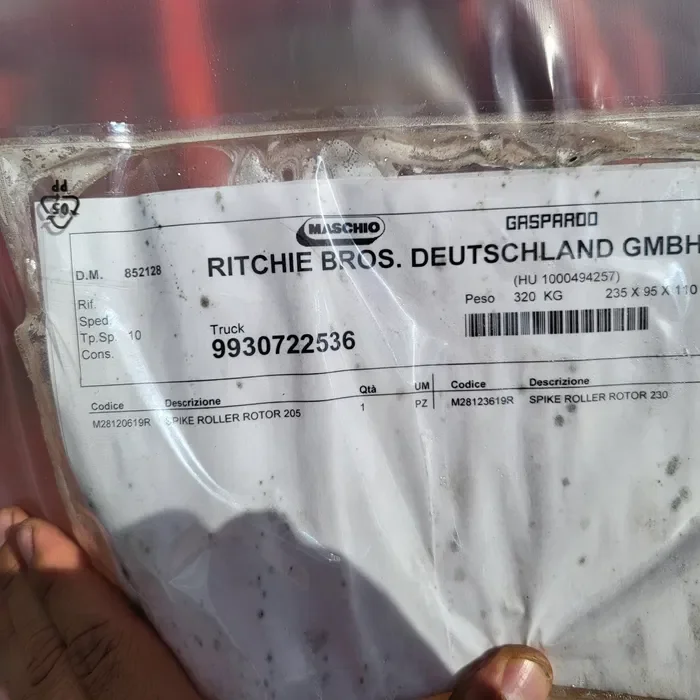 PP
05
MASCHIO
GASPARDO
D.M. 852128
RITCHIE BROS. DEUTSCHLAND GMBH
(HU 1000494257)
Rif.
Peso 320 KG 235 X 95 X 110
Sped.
Tp.Sp. 10
Truck
Cons.
9930722536
Codice Descrizione Qtà UM Codice Descrizione
M28120619R SPIKE ROLLER ROTOR 205 1 PZ M28123619R SPIKE ROLLER ROTOR 230